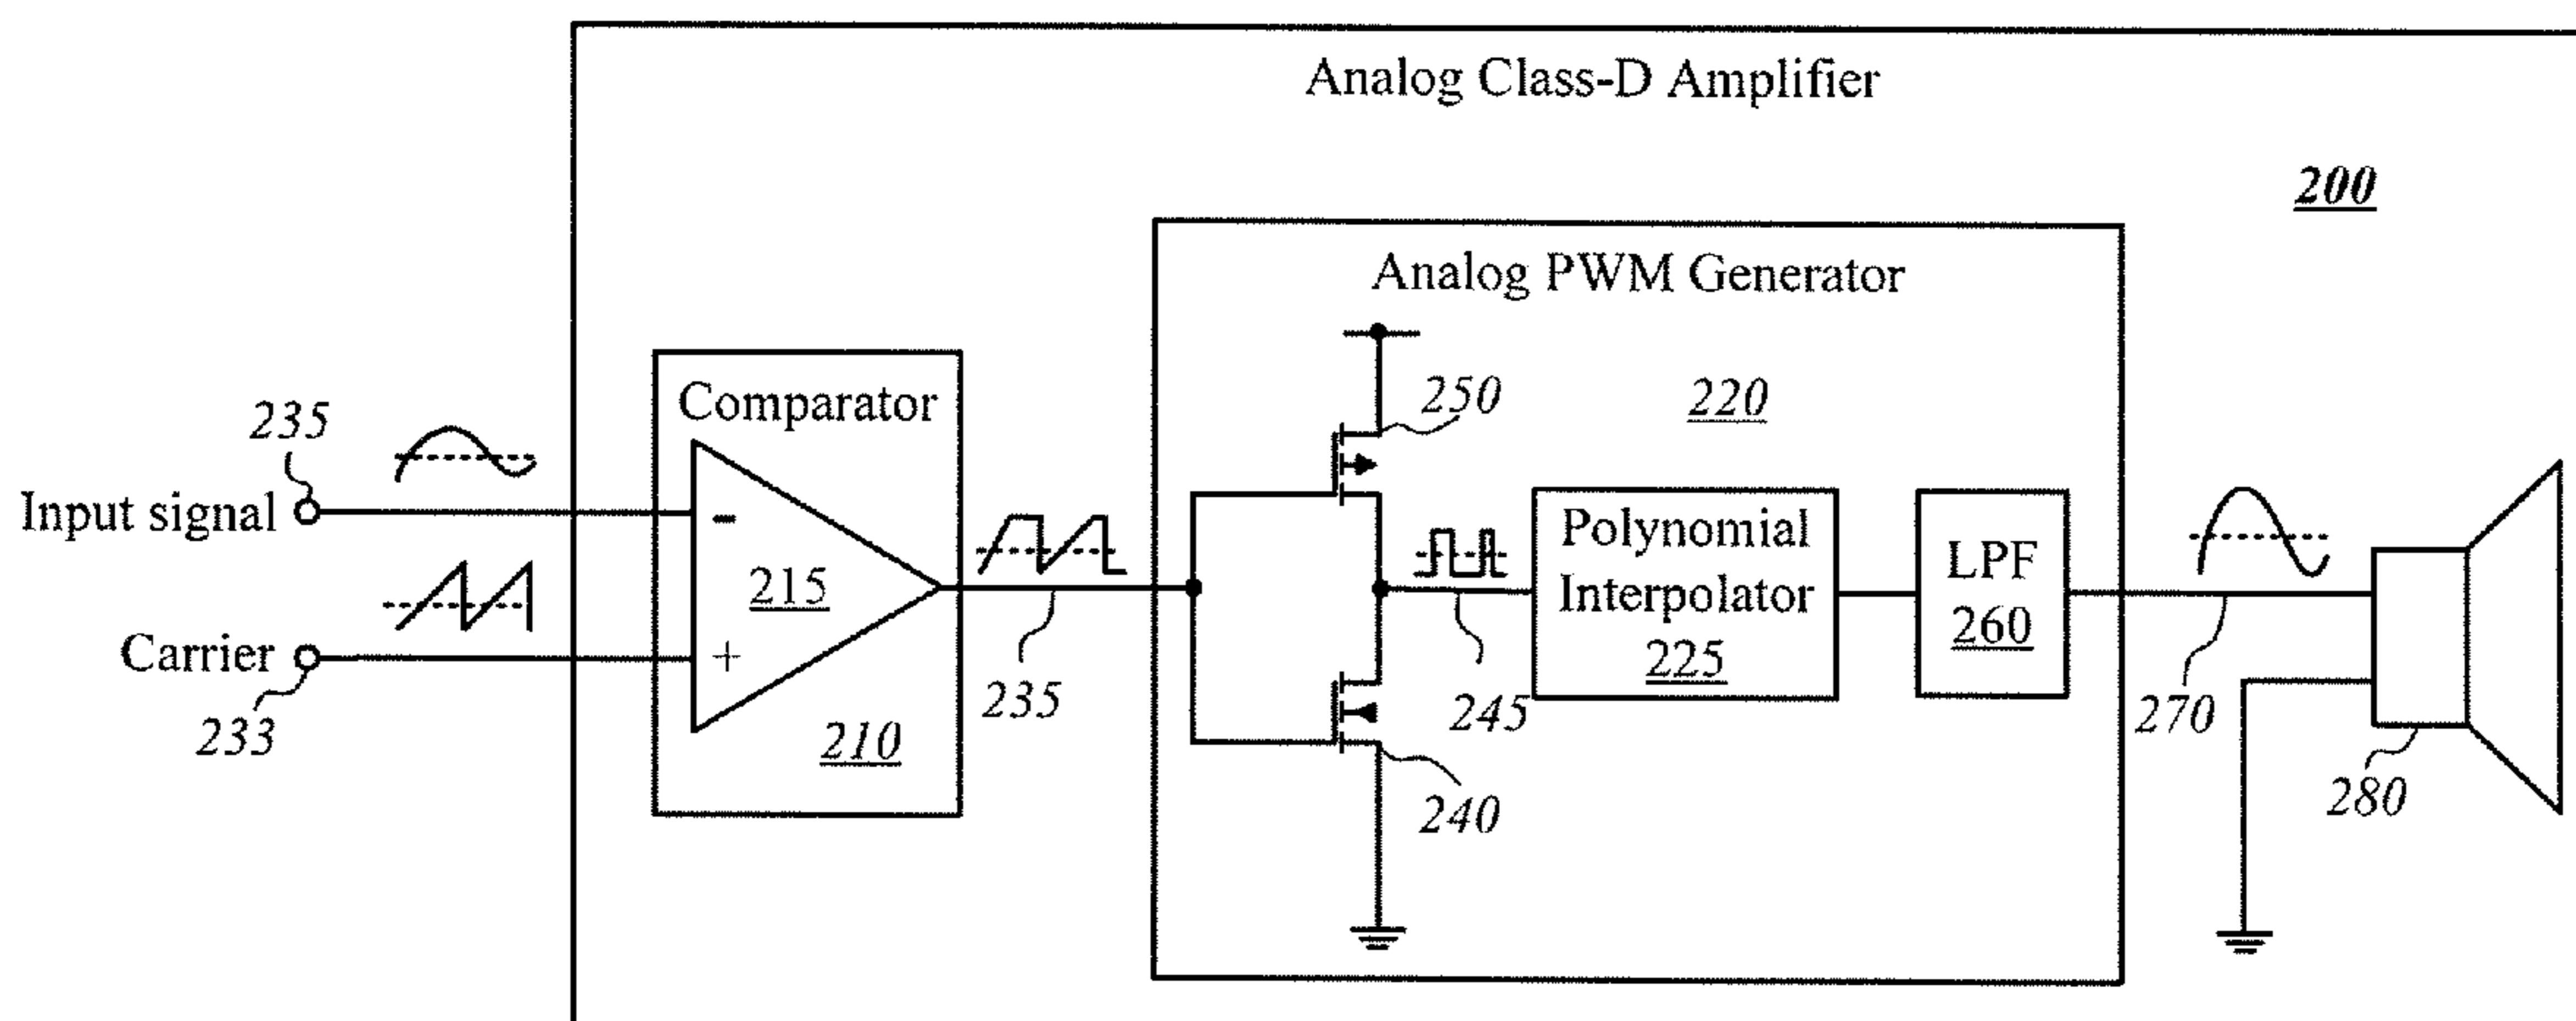 Analog Class-D Amplifier
200
Analog PWM Generator
220
250
Comparator
235
Input signal
-
215
+
Carrier
233
210
235
245
240
Polynomial
Interpolator
225
LPF
260
270
280